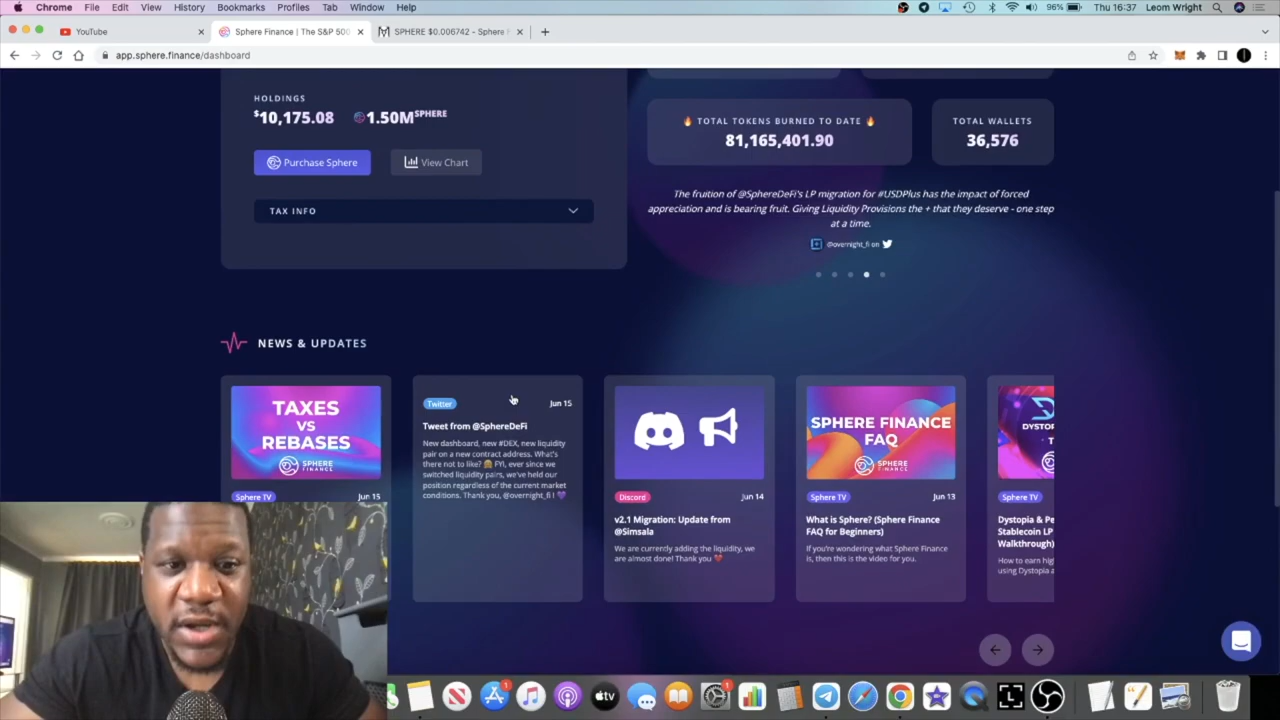 Chrome File Edit View History Bookmarks Profiles Tab Window Help
96% Thu 16:37 Leom Wright
YouTube
Sphere Finance | The S&P 500
SPHERE $0.006742 - Sphere
app.sphere.finance/dashboard
HOLDINGS
$10,175.08 1.50M SPHERE
Purchase Sphere View Chart
TAX INFO
TOTAL TOKENS BURNED TO DATE
81,165,401.90
TOTAL WALLETS
36,576
The fruition of @SphereDeFi's LP migration for #USDPlus has the impact of forced
appreciation and is bearing fruit. Giving Liquidity Provisions the + that they deserve - one step
at a time.
@overnight_fi on
NEWS & UPDATES
TAXES
VS
REBASES
SPHERE
FINANCE
Sphere TV Jun 15
Twitter Jun 15
Tweet from @SphereDeFi
New dashboard, new #DEX, new liquidity
pair on a new contract address. What's
there not to like? FYI, ever since we
switched liquidity pairs, we've held our
position regardless of the current market
conditions. Thank you, @overnight_fi !
Discord Jun 14
v2.1 Migration: Update from
@Simsala
We are currently adding the liquidity, we
are almost done! Thank you
SPHERE FINANCE
FAQ
SPHERE
FINANCE
Sphere TV Jun 13
What is Sphere? (Sphere Finance
FAQ for Beginners)
If you're wondering what Sphere Finance
is, then this is the video for you.
DYSTOP
Sphere TV
Dystopia & Pe
Stablecoin LP
Walkthrough)
How to earn high
using Dystopia a
1
tv
1